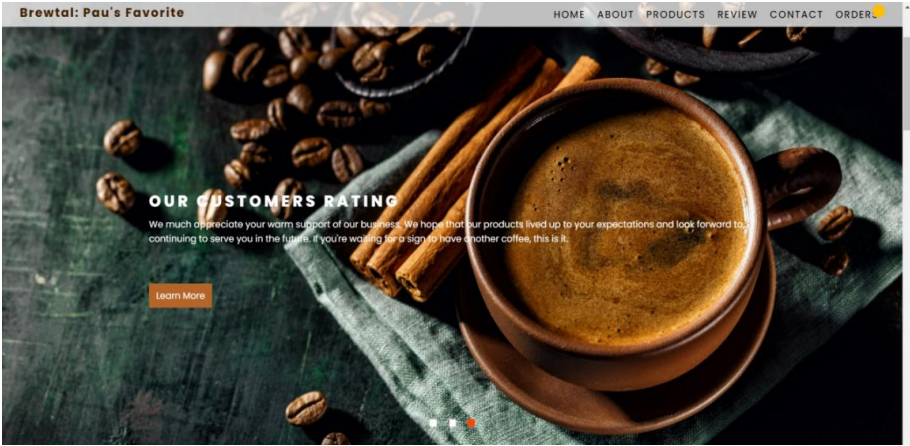 Brewtal: Pau's Favorite
HOME ABOUT PRODUCTS REVIEW CONTACT ORDERS
OUR CUSTOMERS RATING
We much appreciate your warm support of our business. We hope that our products lived up to your expectations and look forward to
continuing to serve you in the future. If you're waiting for a sign to have another coffee, this is it.
Learn More